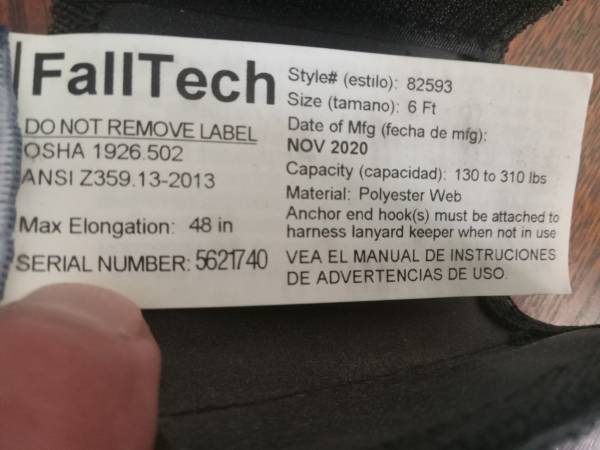 FallTech
DO NOT REMOVE LABEL
OSHA 1926.502
ANSI Z359.13-2013
Max Elongation: 48 in
SERIAL NUMBER: 5621740
Style# (estilo): 82593
Size (tamano): 6 Ft
Date of Mfg (fecha de mfg):
NOV 2020
Capacity (capacidad): 130 to 310 lbs
Material: Polyester Web
Anchor end hook(s) must be attached to
harness lanyard keeper when not in use
VEA EL MANUAL DE INSTRUCIONES
DE ADVERTENCIAS DE USO.